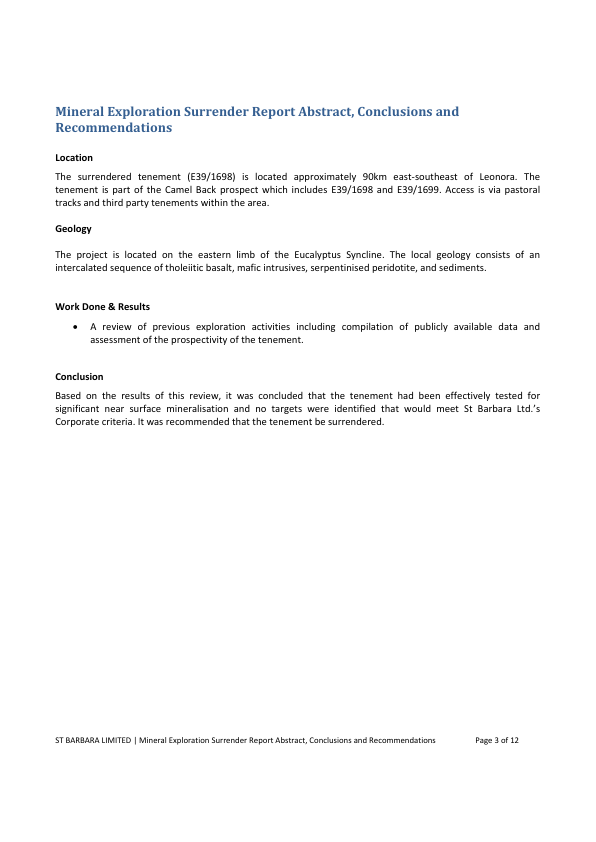 Mineral Exploration Surrender Report Abstract, Conclusions and
Recommendations
Location
The surrendered tenement (E39/1698) is located approximately 90km east-southeast of Leonora. The
tenement is part of the Camel Back prospect which includes E39/1698 and E39/1699. Access is via pastoral
tracks and third party tenements within the area.
Geology
The project is located on the eastern limb of the Eucalyptus Syncline. The local geology consists of an
intercalated sequence of tholeiitic basalt, mafic intrusives, serpentinised peridotite, and sediments.
Work Done & Results
• A review of previous exploration activities including compilation of publicly available data and
assessment of the prospectivity of the tenement.
Conclusion
Based on the results of this review, it was concluded that the tenement had been effectively tested for
significant near surface mineralisation and no targets were identified that would meet St Barbara Ltd.'s
Corporate criteria. It was recommended that the tenement be surrendered.
ST BARBARA LIMITED | Mineral Exploration Surrender Report Abstract, Conclusions and Recommendations Page 3 of 12